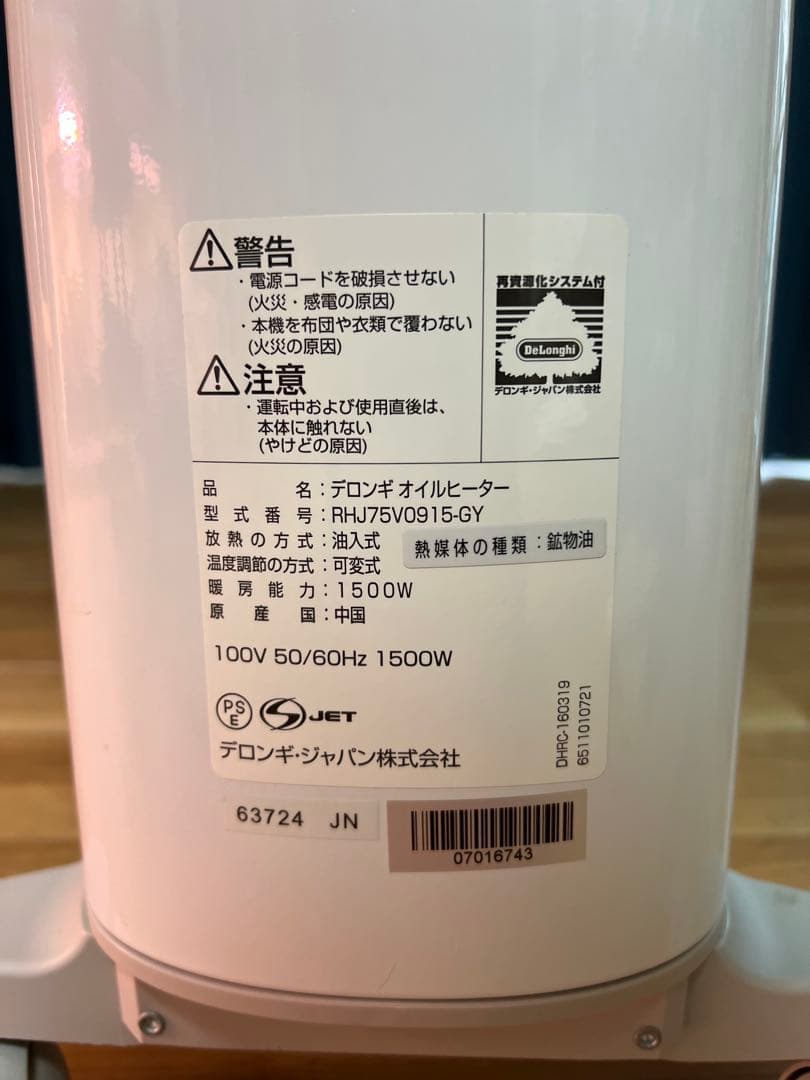 警告
・電源コードを破損させない
(火災・感電の原因)
・本機を布団や衣類で覆わない
(火災の原因)
注意
・運転中および使用直後は、
本体に触れない
(やけどの原因)
再資源化システム付
DeLonghi
デロンギ・ジャパン株式会社
品名：デロンギ オイルヒーター
型式番号：RHJ75V0915-GY
放熱の方式：油入式
熱媒体の種類：鉱物油
温度調節の方式：可変式
暖房能力：1500W
原産国：中国
100V 50/60Hz 1500W
PS
E
JET
デロンギ・ジャパン株式会社
DHRC-160319
6511010721
63724 JN
07016743